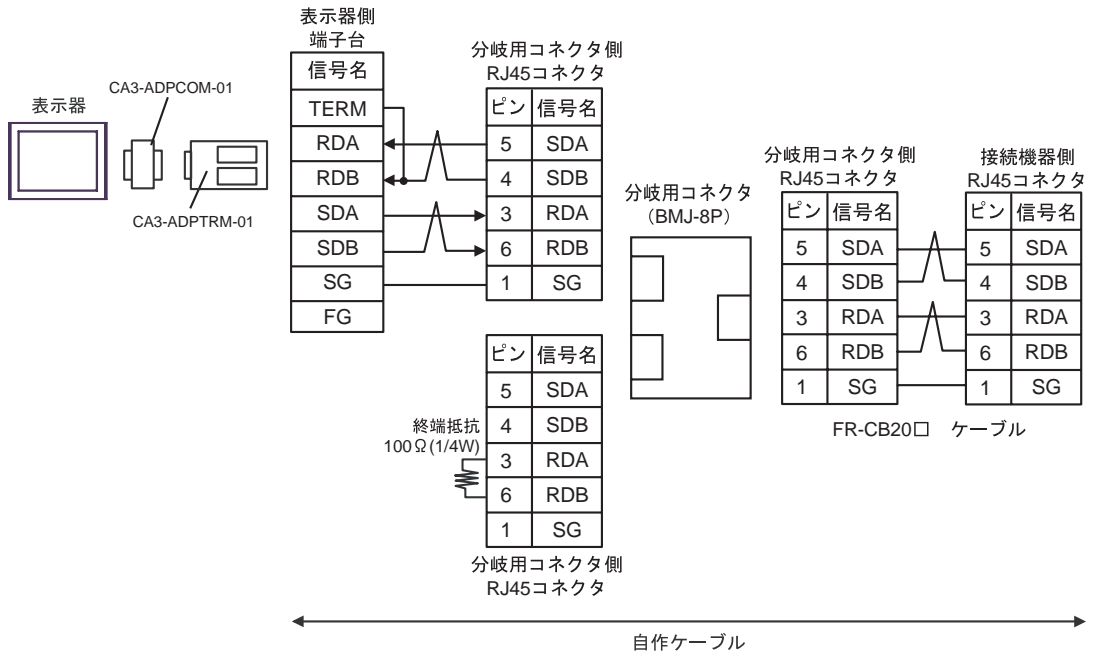 表示器
CA3-ADPCOM-01
CA3-ADPTRM-01
表示器側
端子台
信号名
TERM
RDA
RDB
SDA
SDB
SG
FG
分岐用コネクタ側
RJ45コネクタ
ピン 信号名
5 SDA
4 SDB
3 RDA
6 RDB
1 SG
ピン 信号名
5 SDA
4 SDB
3 RDA
6 RDB
1 SG
終端抵抗
100Ω(1/4W)
分岐用コネクタ側
RJ45コネクタ
分岐用コネクタ
（BMJ-8P）
分岐用コネクタ側
RJ45コネクタ
ピン 信号名
5 SDA
4 SDB
3 RDA
6 RDB
1 SG
接続機器側
RJ45コネクタ
ピン 信号名
5 SDA
4 SDB
3 RDA
6 RDB
1 SG
FR-CB20□ ケーブル
自作ケーブル